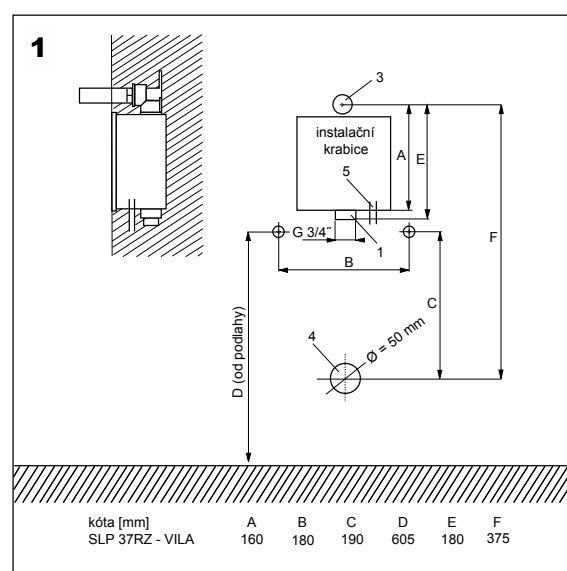 1
3
instalační
krabice
A
E
5
G 3/4˝
1
F
B
C
4
Ø = 50 mm
D (od podlahy)
kóta [mm] A B C D E F
SLP 37RZ - VILA 160 180 190 605 180 375